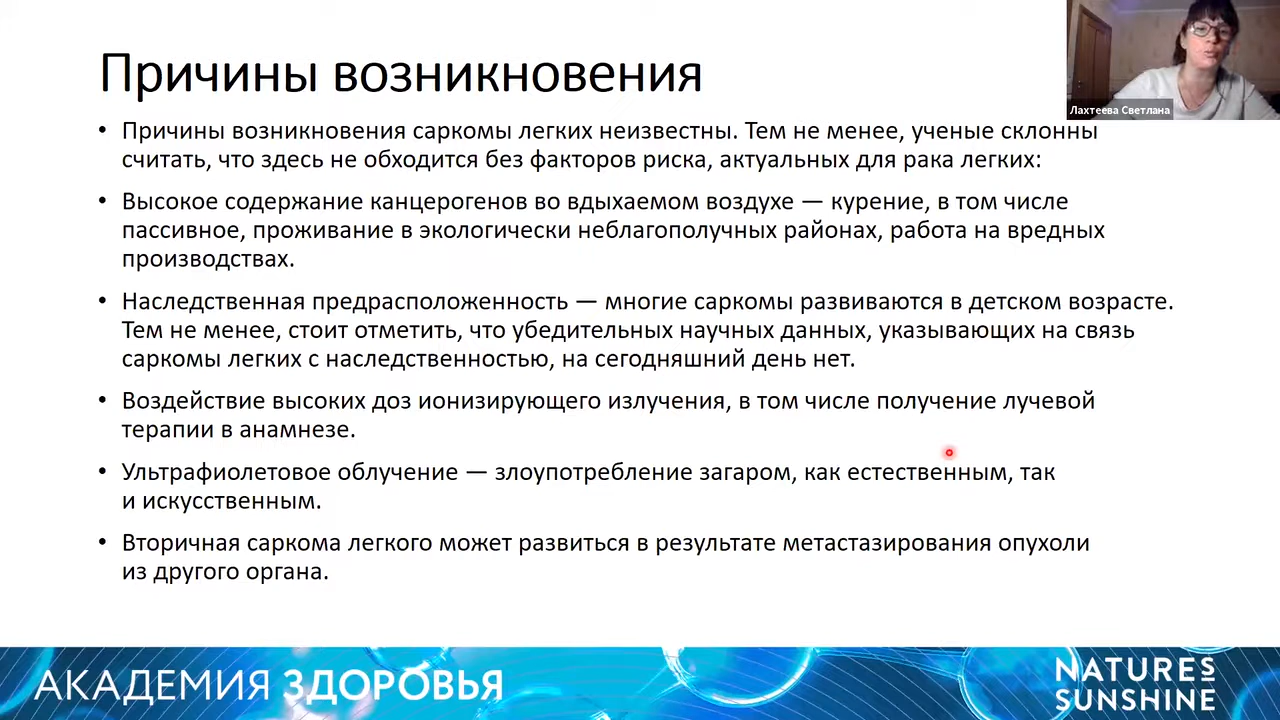 Причины возникновения
Лахтеева Светлана
• Причины возникновения саркомы легких неизвестны. Тем не менее, ученые склонны
считать, что здесь не обходится без факторов риска, актуальных для рака легких:
• Высокое содержание канцерогенов во вдыхаемом воздухе — курение, в том числе
пассивное, проживание в экологически неблагополучных районах, работа на вредных
производствах.
• Наследственная предрасположенность — многие саркомы развиваются в детском возрасте.
Тем не менее, стоит отметить, что убедительных научных данных, указывающих на связь
саркомы легких с наследственностью, на сегодняшний день нет.
• Воздействие высоких доз ионизирующего излучения, в том числе получение лучевой
терапии в анамнезе.
• Ультрафиолетовое облучение — злоупотребление загаром, как естественным, так
и искусственным.
• Вторичная саркома легкого может развиться в результате метастазирования опухоли
из другого органа.
АКАДЕМИЯ ЗДОРОВЬЯ
NATURES
SUNSHINE